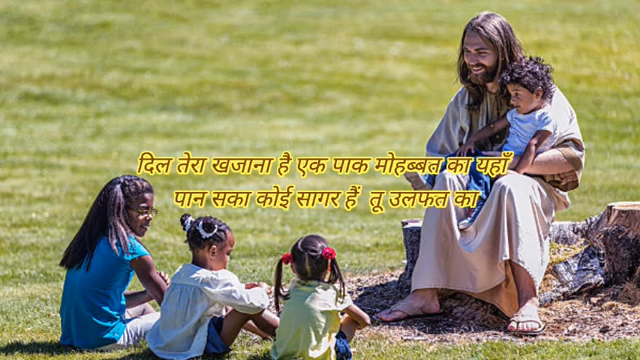 दिल तेरा खजाना है एक पाक मोहब्बत का यहाँ
पान सका कोई सागर हैं तू उलफत का